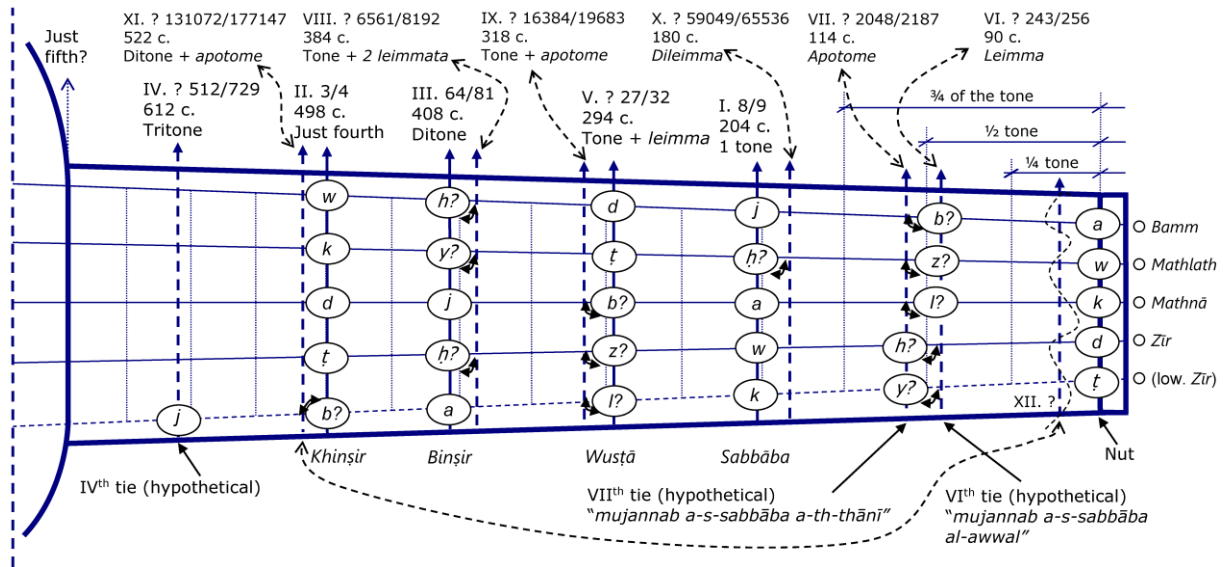 XI. ? 131072/177147
522 c.
Ditone + apotome
VIII. ? 6561/8192
384 c.
Tone + 2 leimmata
IX. ? 16384/19683
318 c.
Tone + apotome
X. ? 59049/65536
180 c.
Dileimma
VII. ? 2048/2187
114 c.
Apotome
VI. ? 243/256
90 c.
Leimma
Just
fifth?
IV. ? 512/729
612 c.
Tritone
II. 3/4
498 c.
Just fourth
III. 64/81
408 c.
Ditone
V. ? 27/32
294 c.
Tone + leimma
I. 8/9
204 c.
1 tone
¾ of the tone
½ tone
¼ tone
w h? d j b? a Bamm
k y? ṭ ḥ? z? w Mathlath
d j b? a l? k Mathnā
ṭ ḥ? z? w h? d Zīr
j b? a l? k y? ṭ (low. Zīr)
XII. ?
Khinṣir
Binṣir
Wusṭā
Sabbāba
Nut
IVth tie (hypothetical)
VIIth tie (hypothetical)
“mujannab a-s-sabbāba a-th-thānī”
VIth tie (hypothetical)
“mujannab a-s-sabbāba
al-awwal”